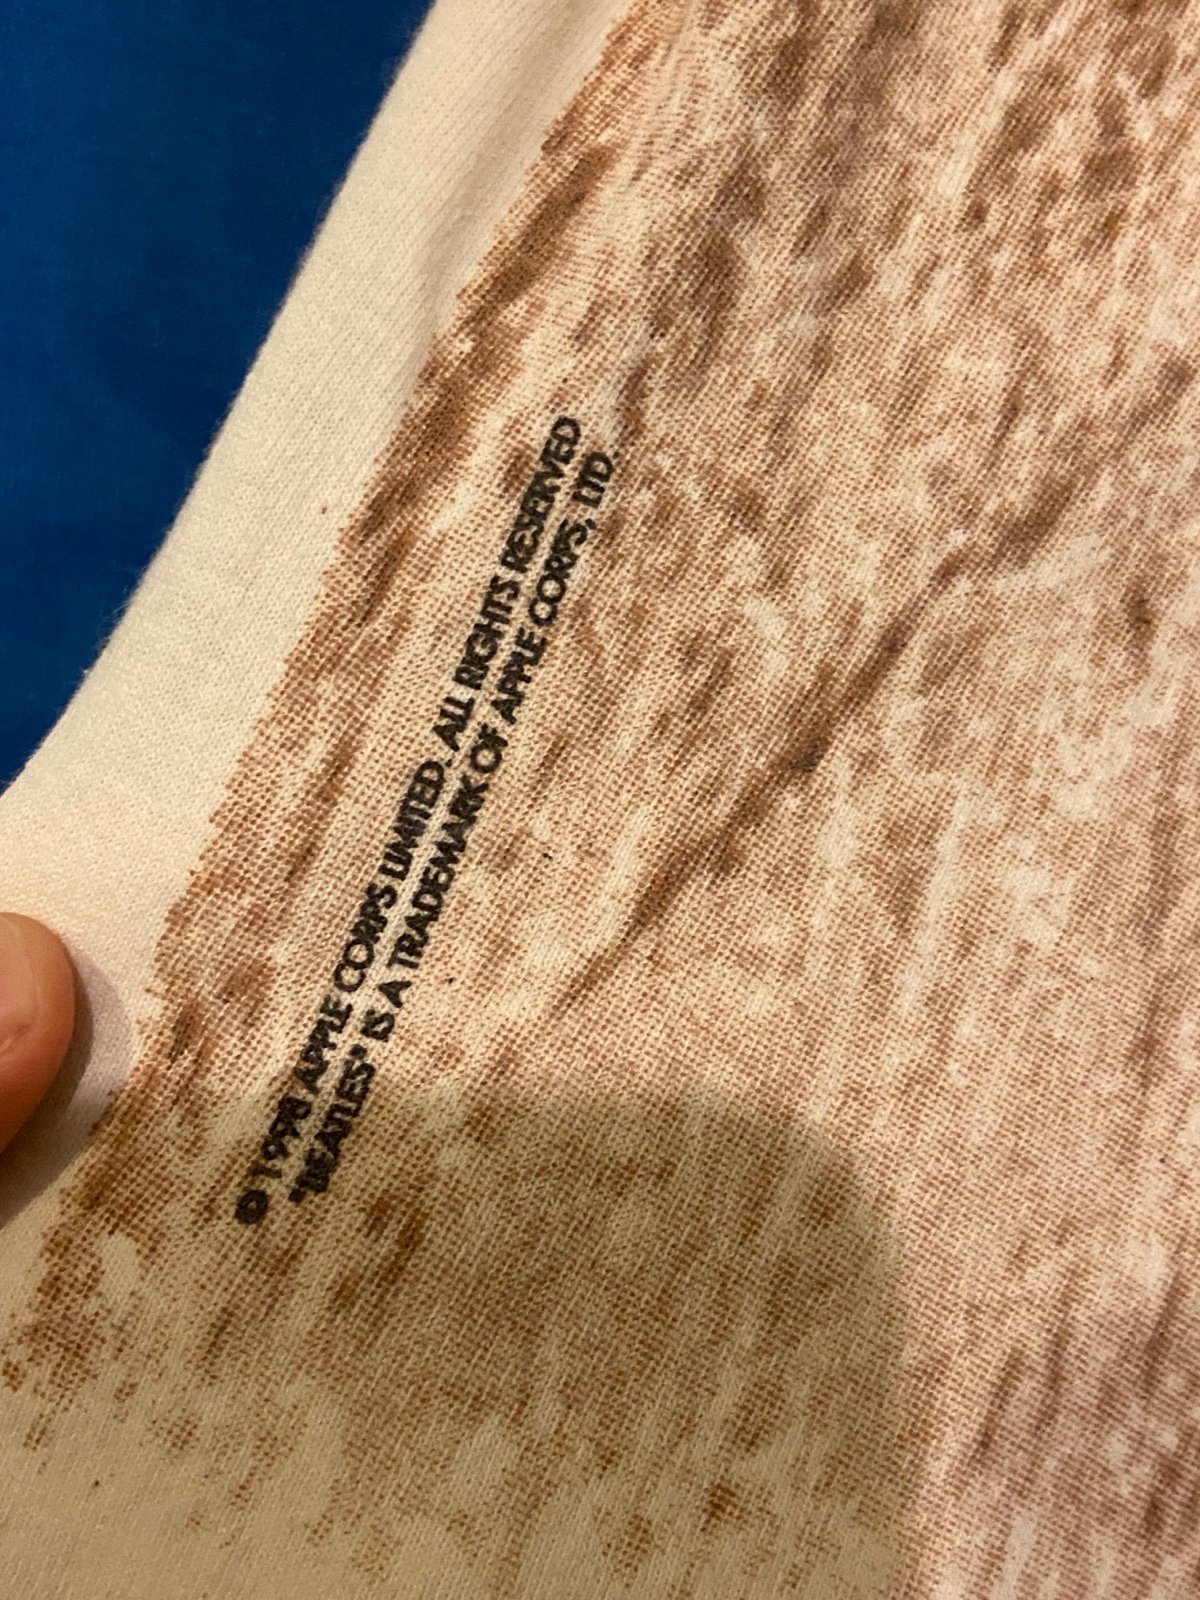 © 1998 APPLE CORPS LIMITED. ALL RIGHTS RESERVED
"BEATLES" IS A TRADEMARK OF APPLE CORPS, LTD.